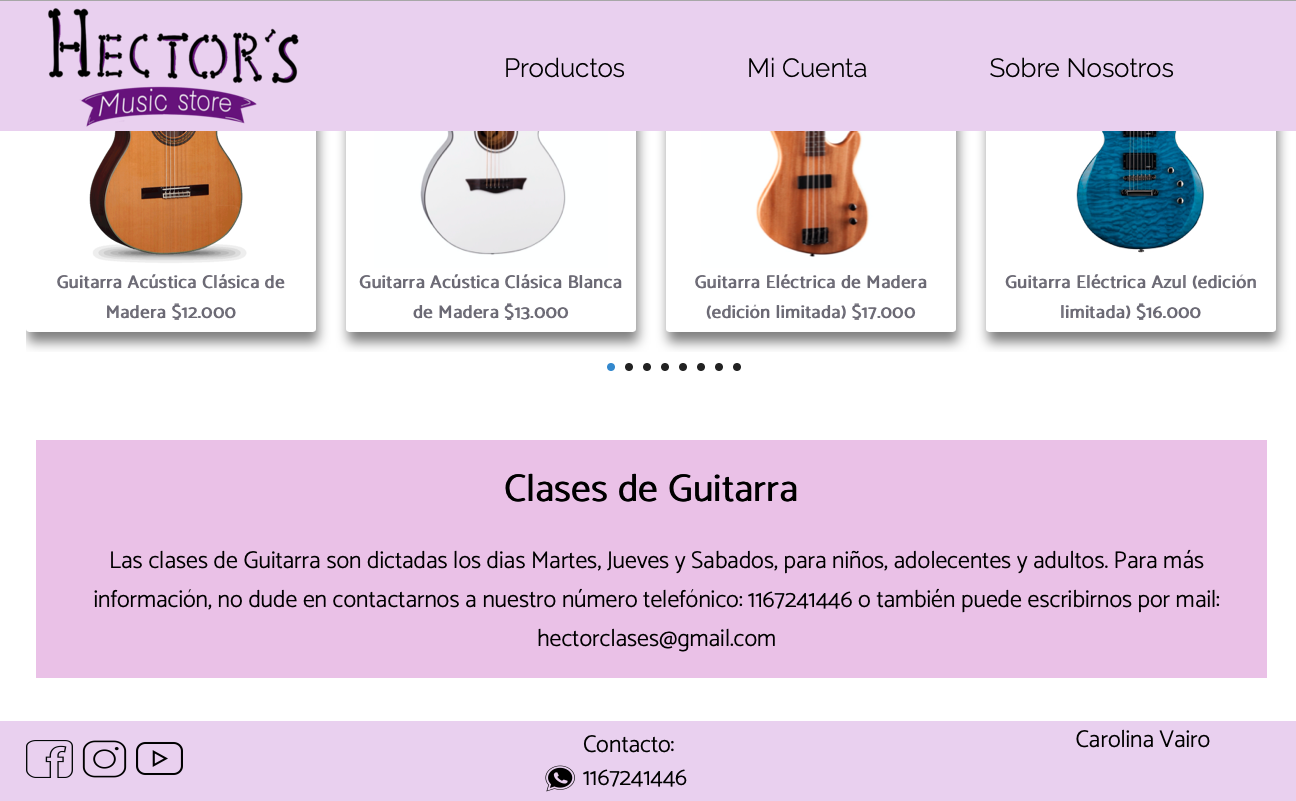 HECTOR'S
Music store
Productos
Mi Cuenta
Sobre Nosotros
Guitarra Acústica Clásica de
Madera $12.000
Guitarra Acústica Clásica Blanca
de Madera $13.000
Guitarra Eléctrica de Madera
(edición limitada) $17.000
Guitarra Eléctrica Azul (edición
limitada) $16.000
Clases de Guitarra
Las clases de Guitarra son dictadas los dias Martes, Jueves y Sabados, para niños, adolecentes y adultos. Para más
información, no dude en contactarnos a nuestro número telefónico: 1167241446 o también puede escribirnos por mail:
hectorclases@gmail.com
Contacto:
1167241446
Carolina Vairo